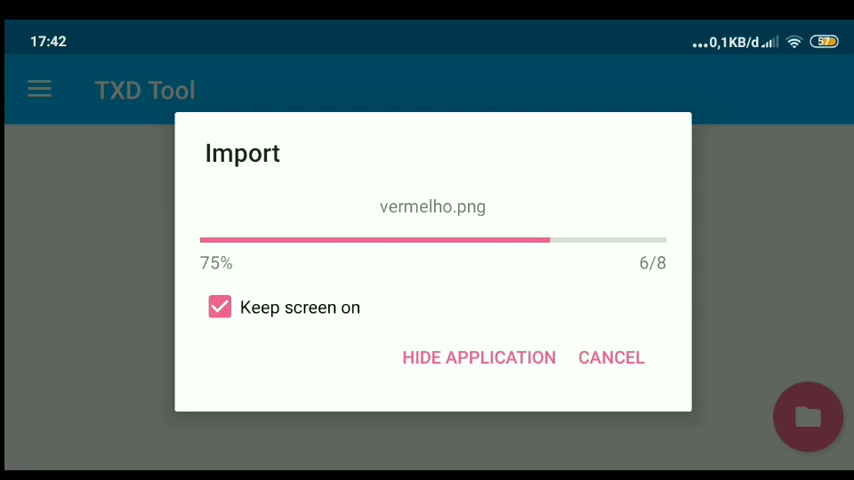 17:42
...0,1KB/d
57
TXD Tool
Import
vermelho.png
75%
6/8
Keep screen on
HIDE APPLICATION
CANCEL